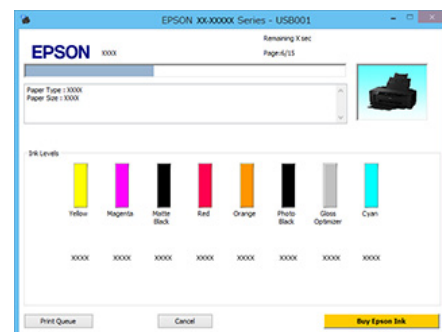 EPSON XX-XXXXX Series - USB001
Remaining X sec
EPSON XXXX Page:6/15
Paper Type : XXXX
Paper Size : XXXX
Ink Levels
Yellow Magenta Matte Black Red Orange Photo Black Gloss Optimizer Cyan
XXXX XXXX XXXX XXXX XXXX XXXX XXXX XXXX
Print Queue Cancel Buy Epson Ink